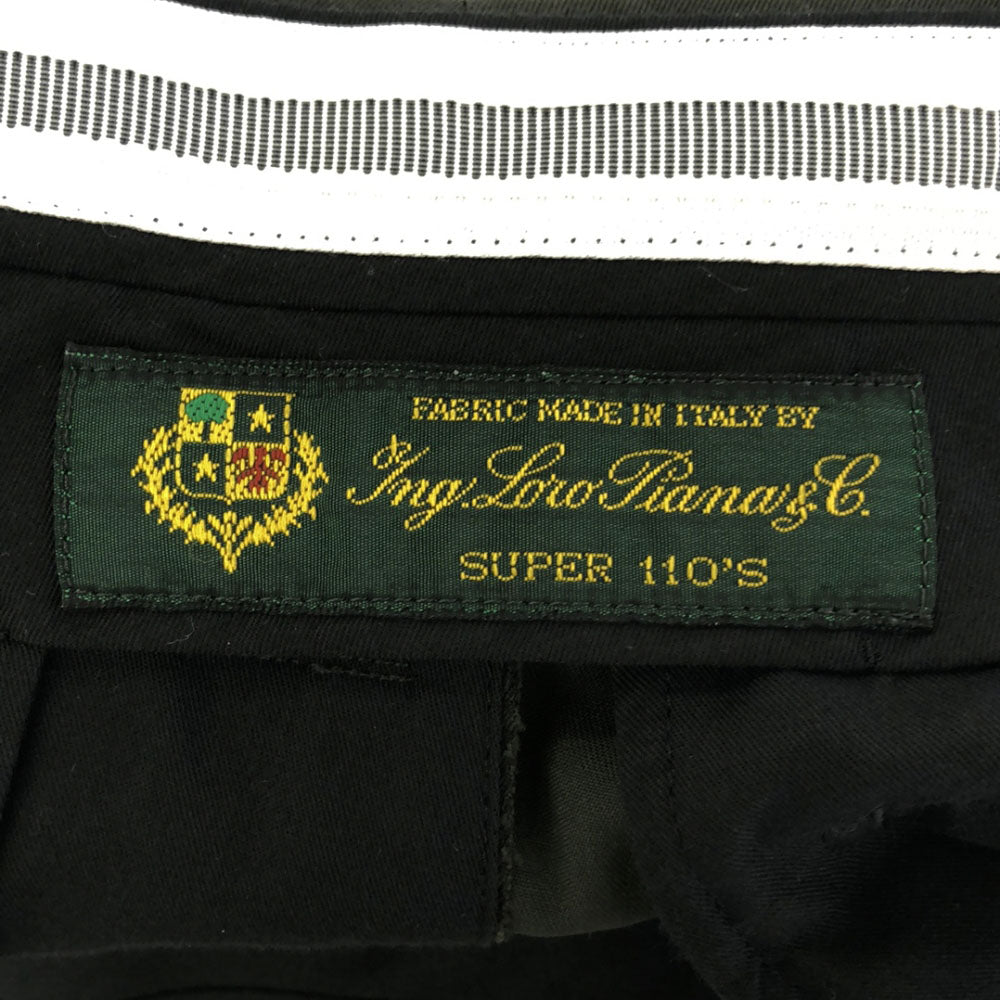 FABRIC MADE IN ITALY BY
Ing. Loro Piana & C.
SUPER 110'S